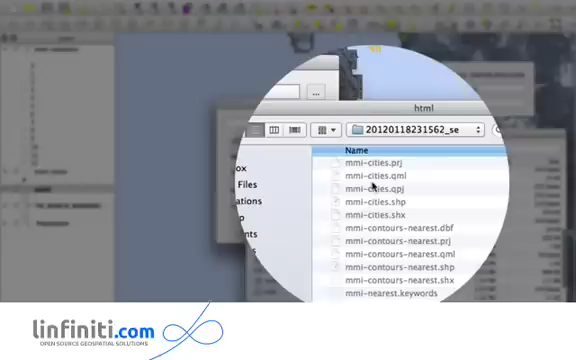 ...
html
20120118231562_se
Name
mmi-cities.prj
ox
mmi-cities.qml
Files
mmi-cities.qpj
ations
mmi-cities.shp
mmi-cities.shx
mmi-contours-nearest.dbf
nts
mmi-contours-nearest.prj
mmi-contours-nearest.qml
mmi-contours-nearest.shp
mmi-contours-nearest.shx
mmi-nearest.keywords
linfiniti.com
OPEN SOURCE GEOSPATIAL SOLUTIONS